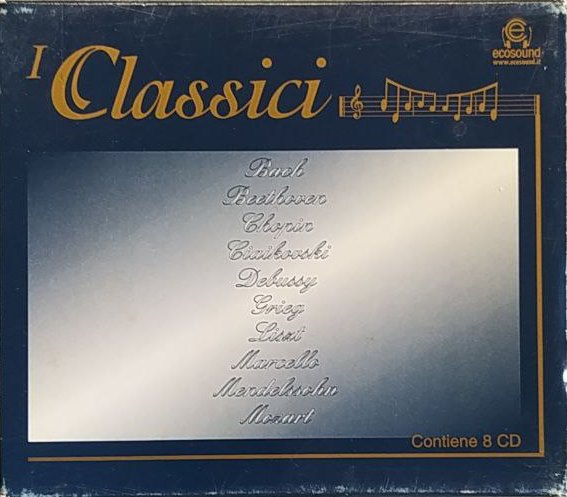 I Classici
ecosound
www.ecosound.it
Bach
Beethoven
Chopin
Ciaikovski
Debussy
Grieg
Liszt
Marcello
Mendelssohn
Mozart
Contiene 8 CD